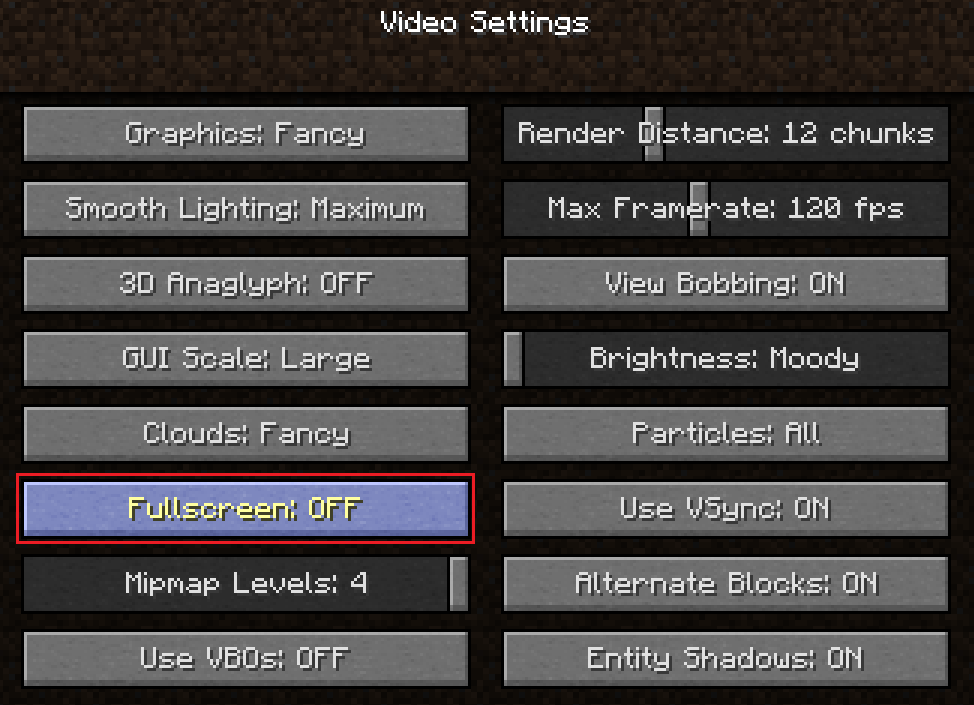 Video Settings
Graphics: Fancy
Render Distance: 12 chunks
Smooth Lighting: Maximum
Max Framerate: 120 fps
3D Anaglyph: OFF
View Bobbing: ON
GUI Scale: Large
Brightness: Moody
Clouds: Fancy
Particles: All
Fullscreen: OFF
Use VSync: ON
Mipmap Levels: 4
Alternate Blocks: ON
Use VBOs: OFF
Entity Shadows: ON